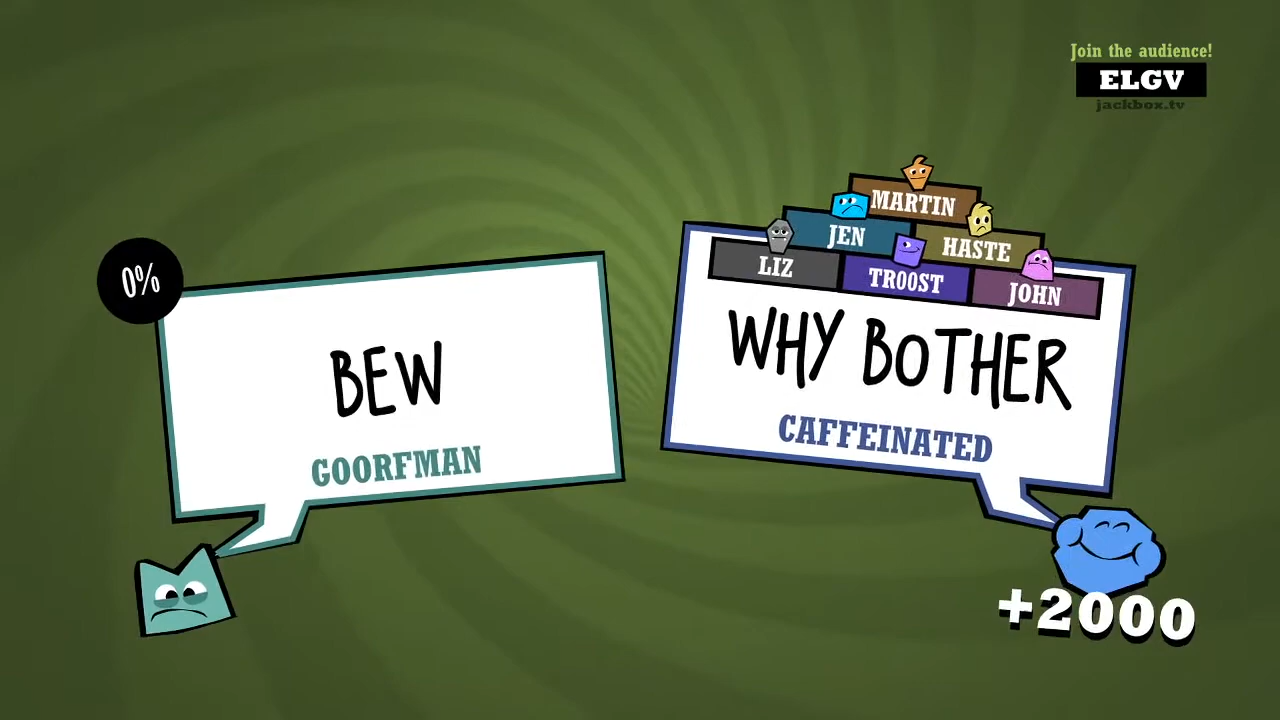 Join the audience!
ELGV
jackbox.tv
MARTIN
JEN
HASTE
LIZ
TROOST
JOHN
0%
BEW
GOORFMAN
WHY BOTHER
CAFFEINATED
+2000